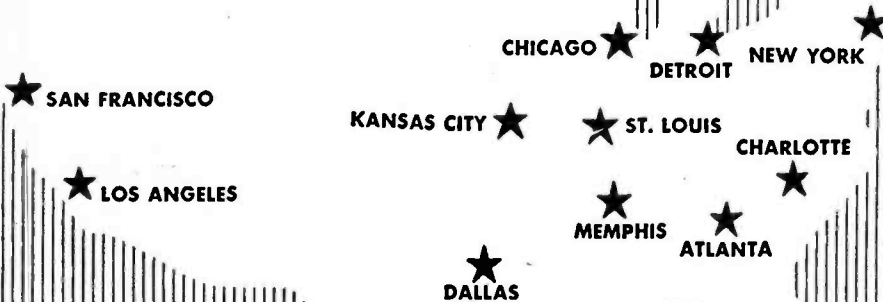 CHICAGO
DETROIT
NEW YORK
SAN FRANCISCO
KANSAS CITY
ST. LOUIS
CHARLOTTE
LOS ANGELES
MEMPHIS
ATLANTA
DALLAS